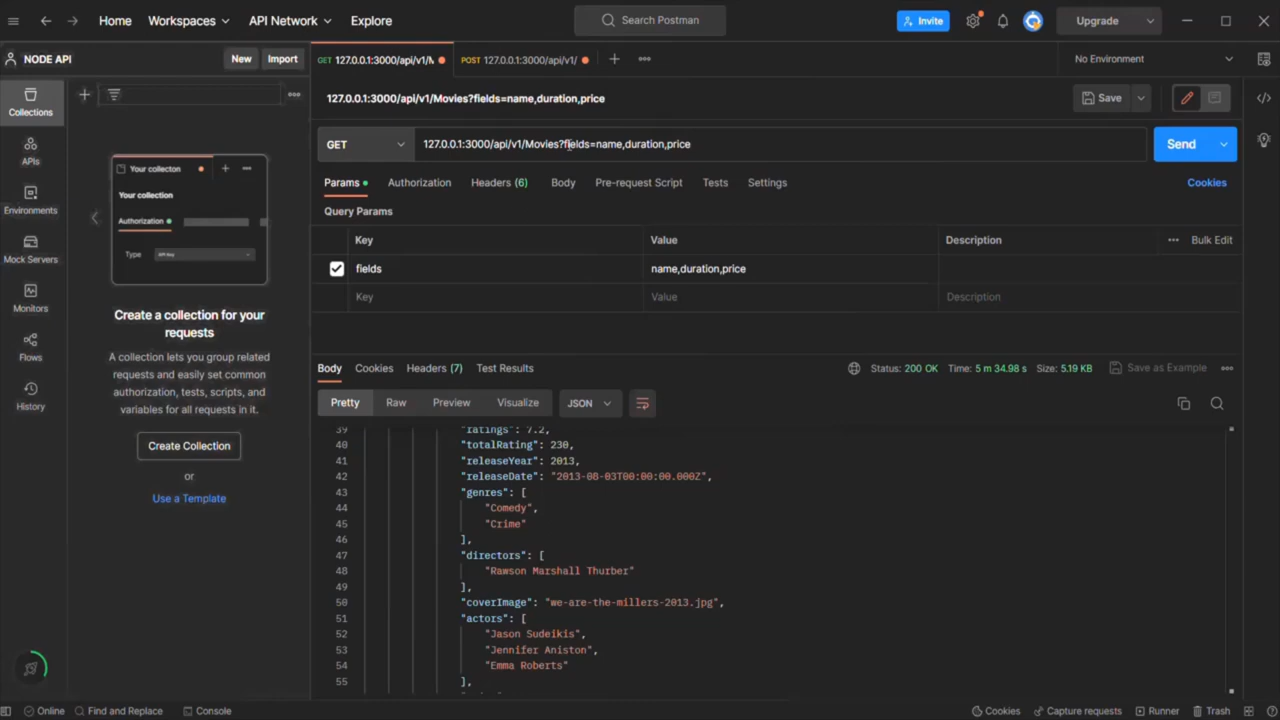 Home Workspaces API Network Explore Search Postman Invite Upgrade
NODE API New Import GET 127.0.0.1:3000/api/v1/M POST 127.0.0.1:3000/api/v1/ No Environment
Collections
APIs
Environments
Mock Servers
Monitors
Flows
History
Your collecton
Your collection
Authorization
Type API Key
Create a collection for your
requests
A collection lets you group related
requests and easily set common
authorization, tests, scripts, and
variables for all requests in it.
Create Collection
or
Use a Template
127.0.0.1:3000/api/v1/Movies?fields=name,duration,price Save
GET 127.0.0.1:3000/api/v1/Movies?fields=name,duration,price Send
Params Authorization Headers (6) Body Pre-request Script Tests Settings Cookies
Query Params
Key Value Description Bulk Edit
fields name,duration,price
Key Value Description
Body Cookies Headers (7) Test Results Status: 200 OK Time: 5 m 34.98 s Size: 5.19 KB Save as Example
Pretty Raw Preview Visualize JSON
39 "ratings": 7.2,
40 "totalRating": 230,
41 "releaseYear": 2013,
42 "releaseDate": "2013-08-03T00:00:00.000Z",
43 "genres": [
44 "Comedy",
45 "Crime"
46 ],
47 "directors": [
48 "Rawson Marshall Thurber"
49 ],
50 "coverImage": "we-are-the-millers-2013.jpg",
51 "actors": [
52 "Jason Sudeikis",
53 "Jennifer Aniston",
54 "Emma Roberts"
55 ],
Online Find and Replace Console Cookies Capture requests Runner Trash